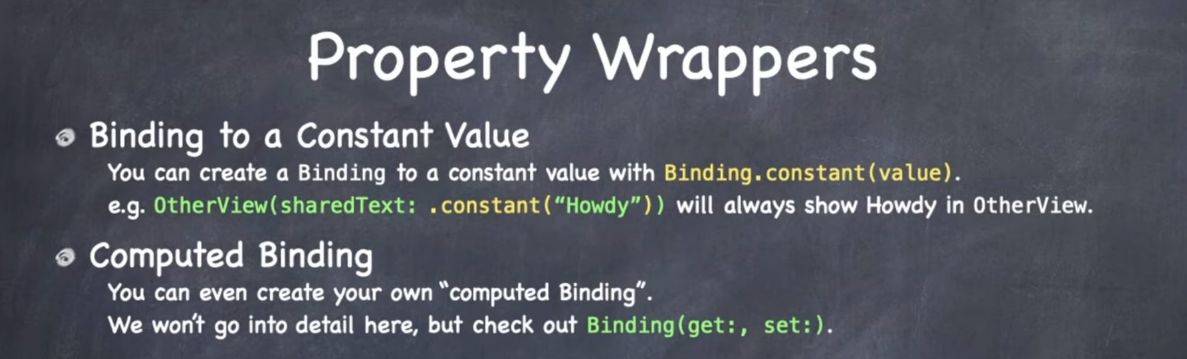 Property Wrappers
Binding to a Constant Value
You can create a Binding to a constant value with Binding.constant(value).
e.g. OtherView(sharedText: .constant(“Howdy”)) will always show Howdy in OtherView.
Computed Binding
You can even create your own “computed Binding”.
We won’t go into detail here, but check out Binding(get:, set:).